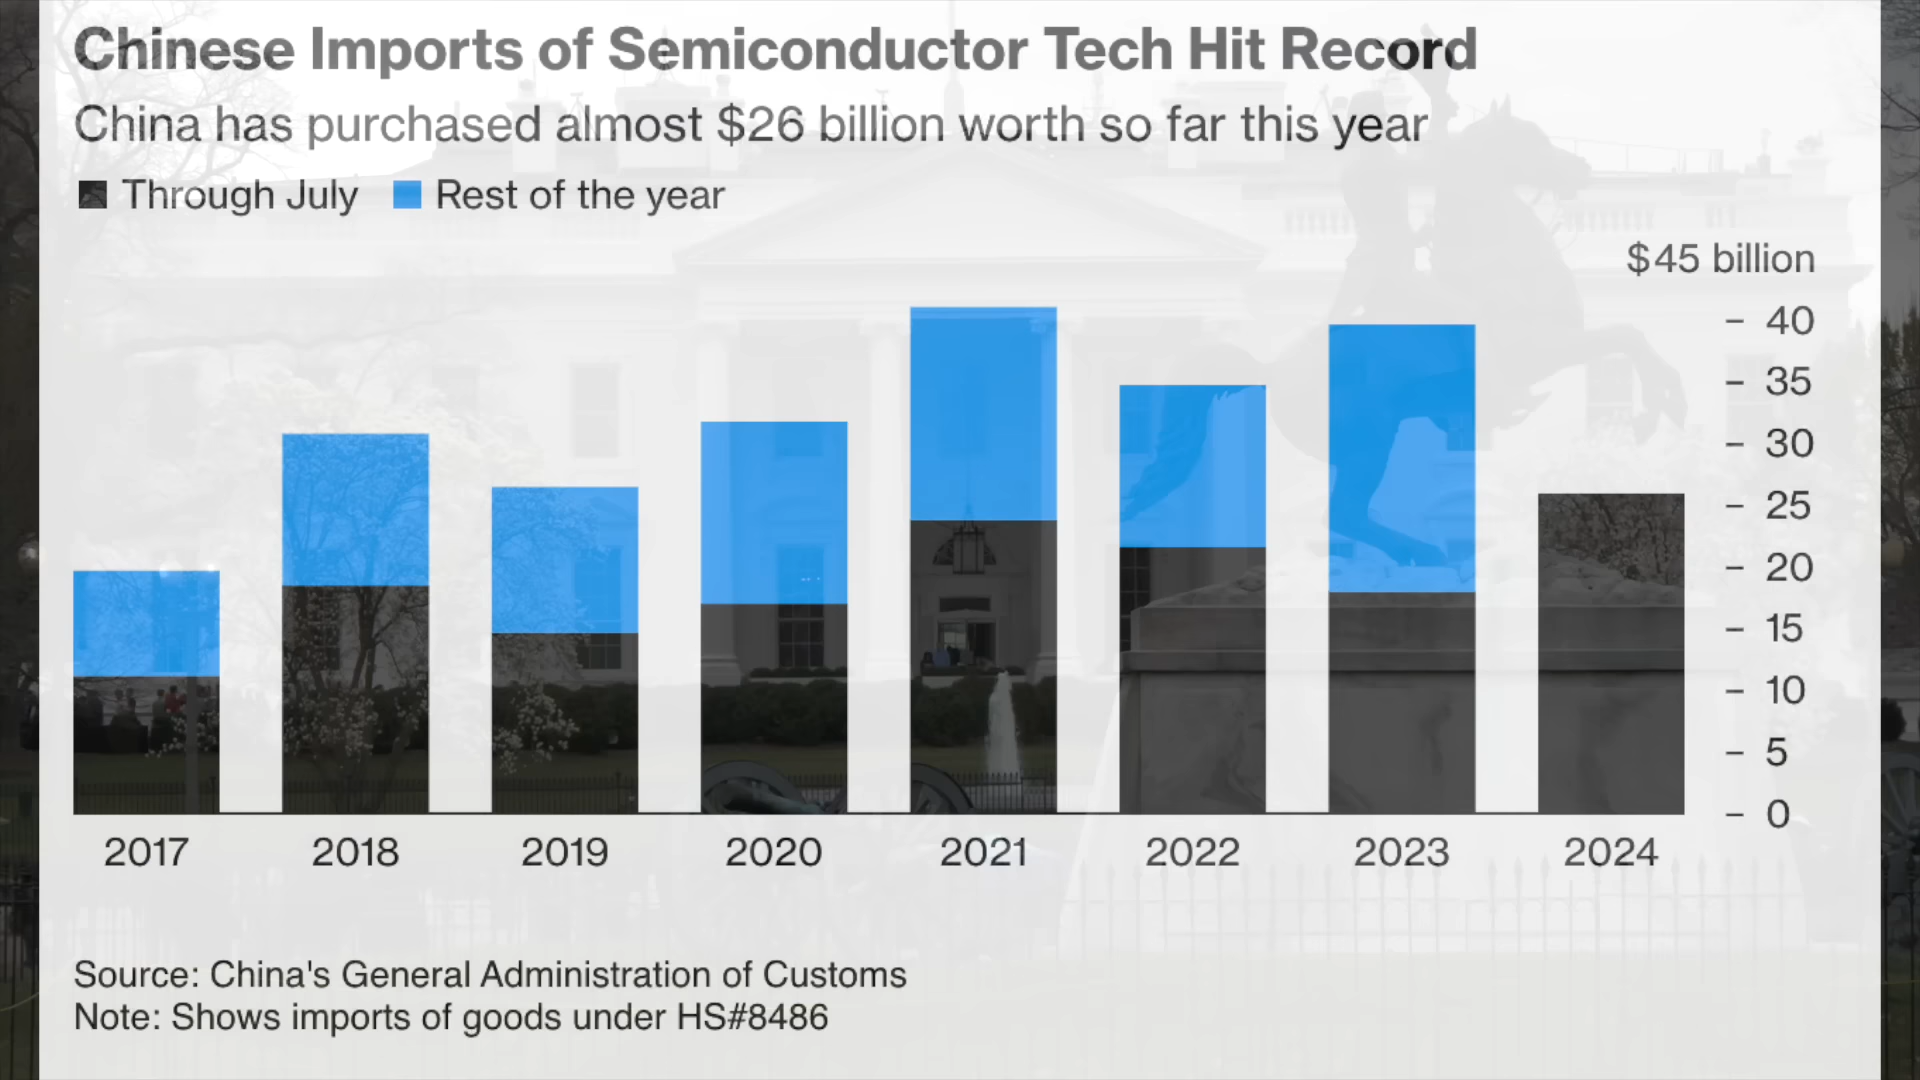 Chinese Imports of Semiconductor Tech Hit Record
China has purchased almost $26 billion worth so far this year
Through July Rest of the year
$45 billion
40
35
30
25
20
15
10
5
0
2017 2018 2019 2020 2021 2022 2023 2024
Source: China's General Administration of Customs
Note: Shows imports of goods under HS#8486